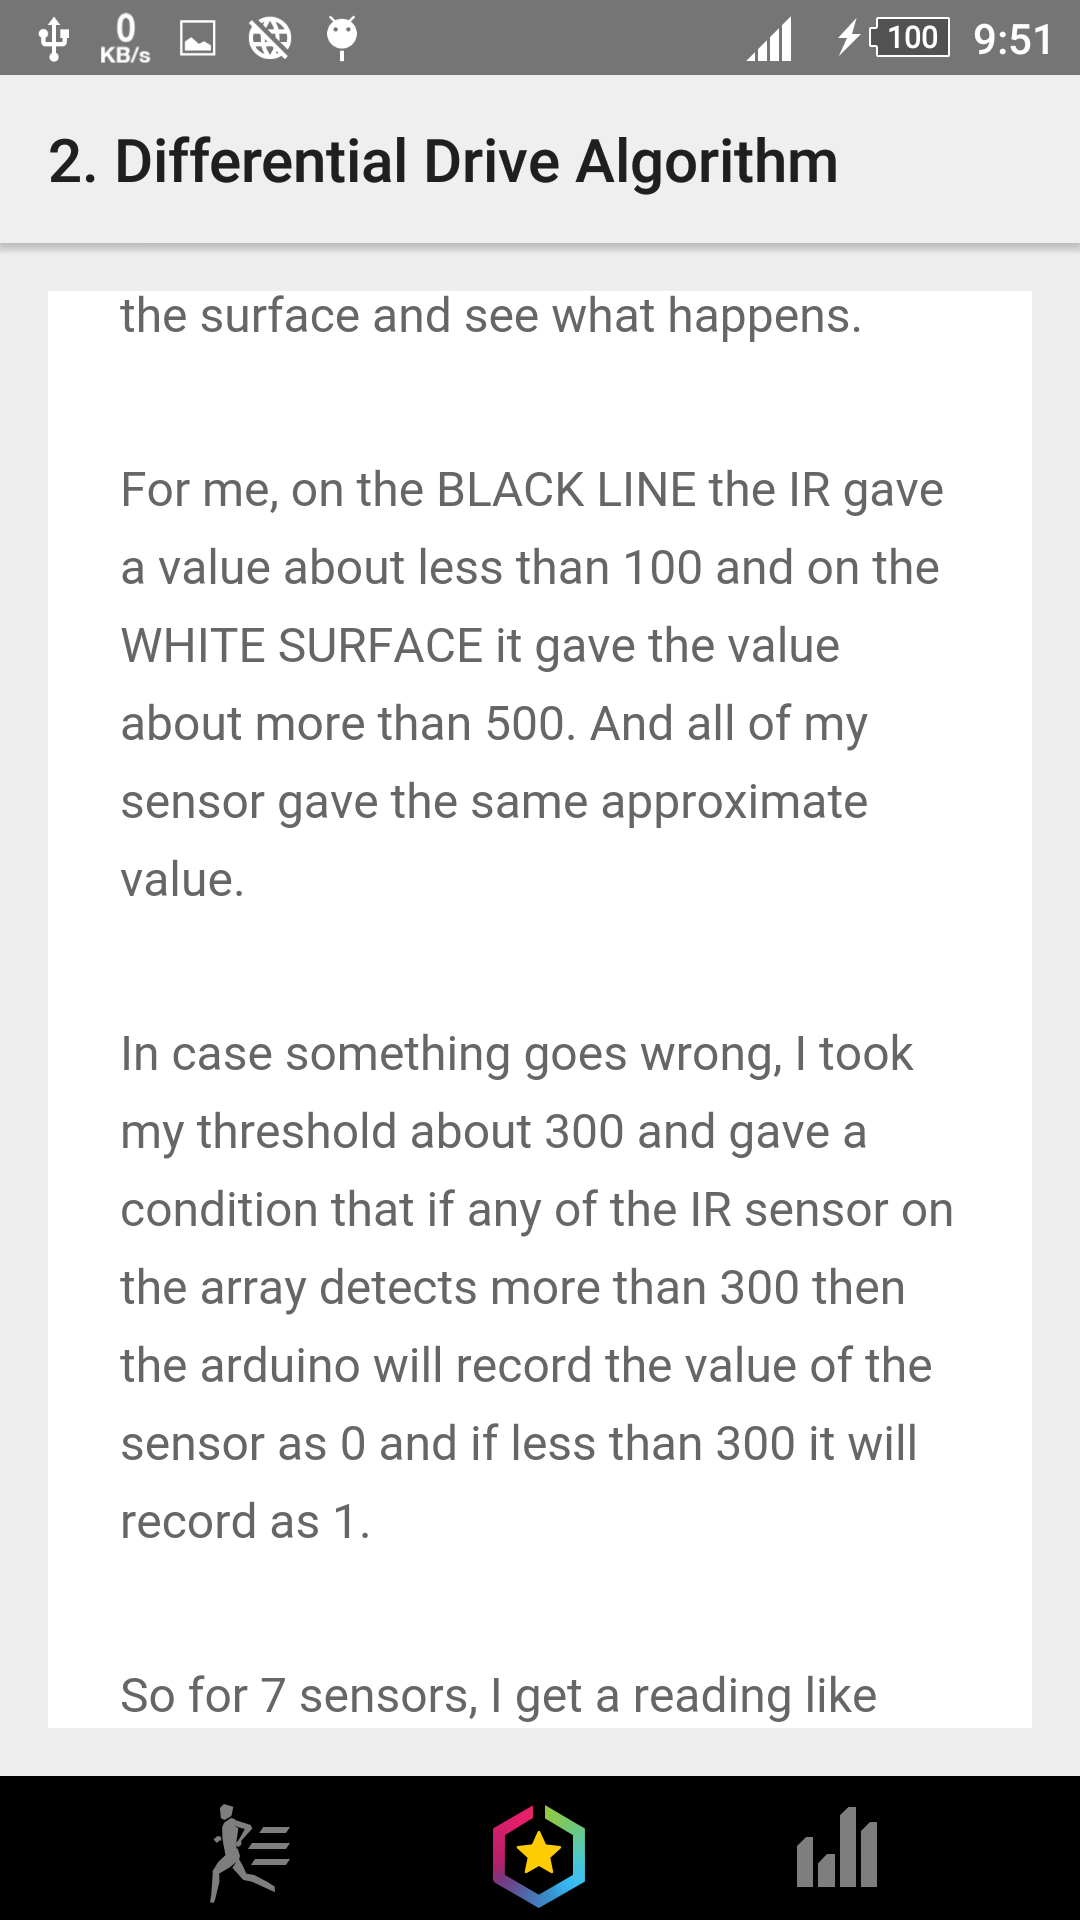 0
KB/s
100
9:51
2. Differential Drive Algorithm
the surface and see what happens.
For me, on the BLACK LINE the IR gave
a value about less than 100 and on the
WHITE SURFACE it gave the value
about more than 500. And all of my
sensor gave the same approximate
value.
In case something goes wrong, I took
my threshold about 300 and gave a
condition that if any of the IR sensor on
the array detects more than 300 then
the arduino will record the value of the
sensor as 0 and if less than 300 it will
record as 1.
So for 7 sensors, I get a reading like